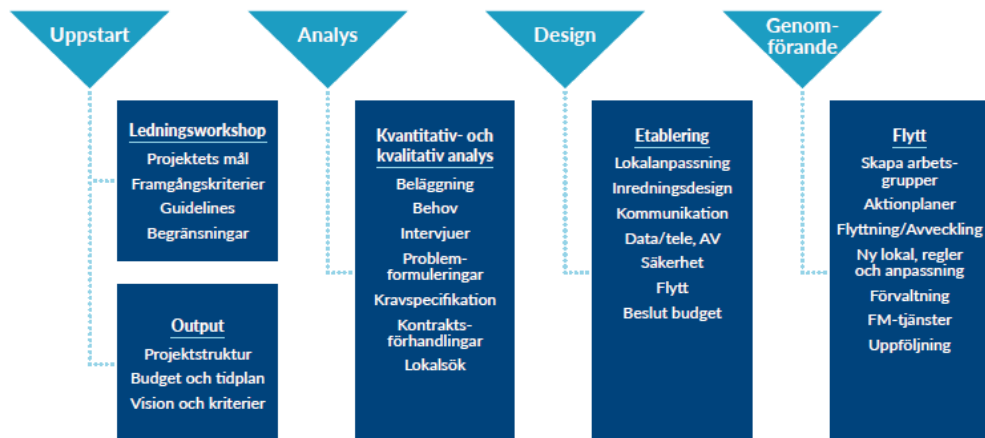 Uppstart
Ledningsworkshop
Projektets mål
Framgångskriterier
Guidelines
Begränsningar
Output
Projektstruktur
Budget och tidplan
Vision och kriterier
Analys
Kvantitativ- och
kvalitativ analys
Beläggning
Behov
Intervjuer
Problem-
formuleringar
Kravspecifikation
Kontrakts-
förhandlingar
Lokalsök
Design
Etablering
Lokalanpassning
Inredningsdesign
Kommunikation
Data/tele, AV
Säkerhet
Flytt
Beslut budget
Genom-
förande
Flytt
Skapa arbets-
grupper
Aktionplaner
Flyttning/Avveckling
Ny lokal, regler
och anpassning
Förvaltning
FM-tjänster
Uppföljning